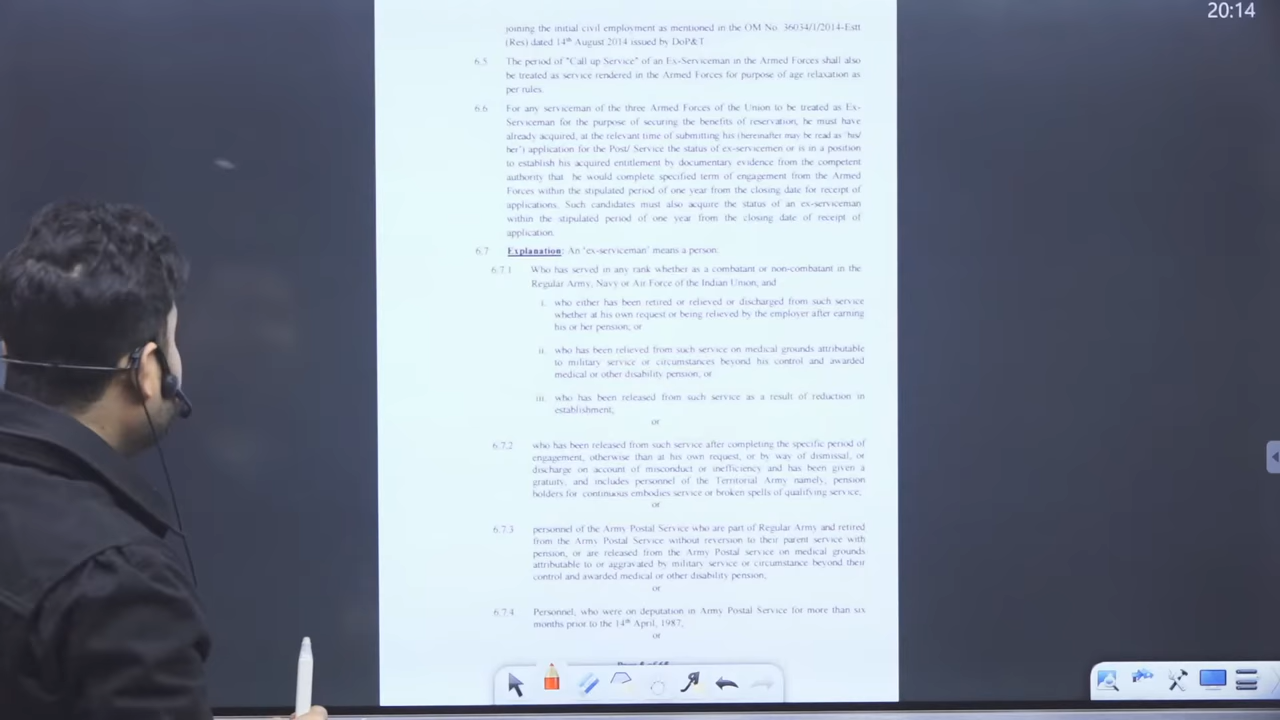 20:14
joining the initial civil employment as mentioned in the OM No. 36034/1/2014-Estt
(Res) dated 14th August 2014 issued by DoP&T.
6.5 The period of "Call up Service" of an Ex-Serviceman in the Armed Forces shall also
be treated as service rendered in the Armed Forces for purpose of age relaxation as
per rules.
6.6 For any serviceman of the three Armed Forces of the Union to be treated as Ex-
Serviceman for the purpose of securing the benefits of reservation, he must have
already acquired, at the relevant time of submitting his (hereinafter may be read as 'his/
her') application for the Post/ Service the status of ex-servicemen or is in a position
to establish his acquired entitlement by documentary evidence from the competent
authority that he would complete specified term of engagement from the Armed
Forces within the stipulated period of one year from the closing date for receipt of
applications. Such candidates must also acquire the status of an ex-serviceman
within the stipulated period of one year from the closing date of receipt of
application.
6.7 Explanation: An 'ex-serviceman' means a person:
6.7.1 Who has served in any rank whether as a combatant or non-combatant in the
Regular Army, Navy or Air Force of the Indian Union; and
i. who either has been retired or relieved or discharged from such service
whether at his own request or being relieved by the employer after earning
his or her pension; or
ii. who has been relieved from such service on medical grounds attributable
to military service or circumstances beyond his control and awarded
medical or other disability pension; or
iii. who has been released from such service as a result of reduction in
establishment;
or
6.7.2 who has been released from such service after completing the specific period of
engagement, otherwise than at his own request, or by way of dismissal, or
discharge on account of misconduct or inefficiency and has been given a
gratuity, and includes personnel of the Territorial Army namely, pension
holders for continuous embodies service or broken spells of qualifying service;
or
6.7.3 personnel of the Army Postal Service who are part of Regular Army and retired
from the Army Postal Service without reversion to their parent service with
pension, or are released from the Army Postal service on medical grounds
attributable to or aggravated by military service or circumstance beyond their
control and awarded medical or other disability pension;
or
6.7.4 Personnel, who were on deputation in Army Postal Service for more than six
months prior to the 14th April, 1987;
or